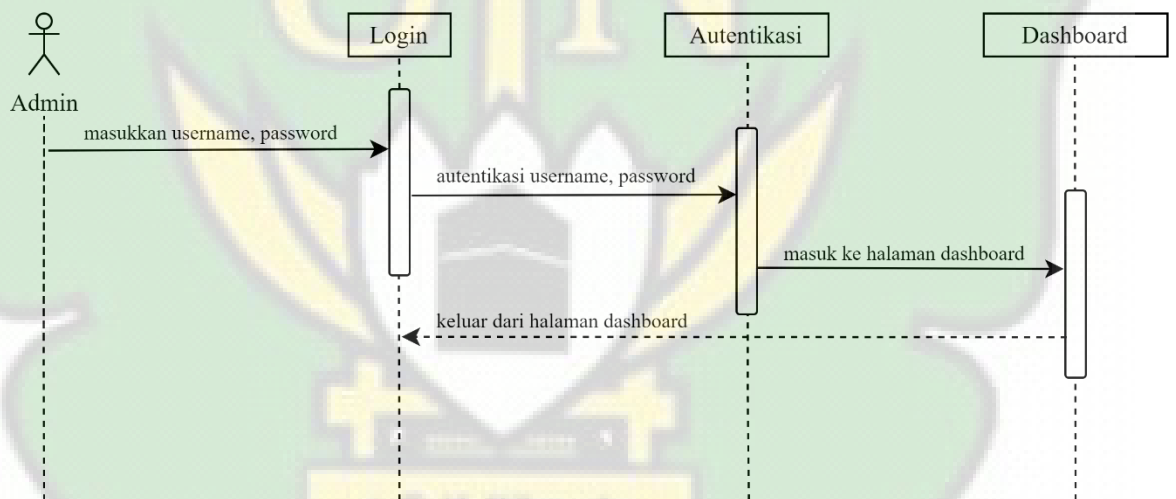 Login
Autentikasi
Dashboard
Admin
masukkan username, password
autentikasi username, password
masuk ke halaman dashboard
keluar dari halaman dashboard